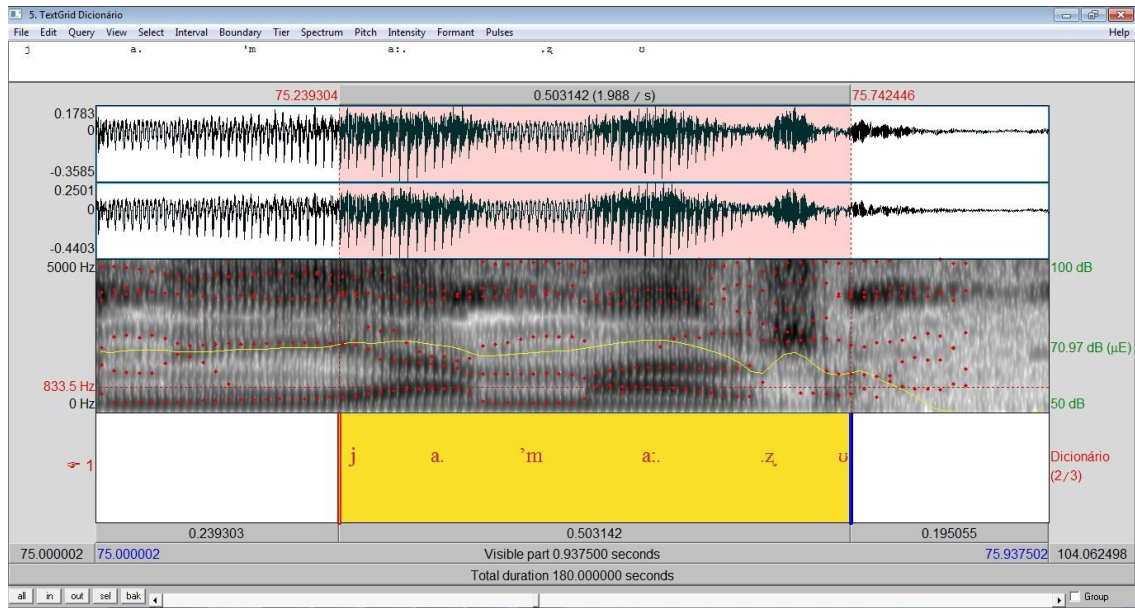 5. TextGrid Dicionário
File Edit Query View Select Interval Boundary Tier Spectrum Pitch Intensity Formant Pulses Help
j a. 'm a:. .ʐ ʊ
75.239304 0.503142 (1.988 / s) 75.742446
0.1783
0
-0.3585
0.2501
0
-0.4403
5000 Hz 100 dB
70.97 dB (µE)
833.5 Hz
0 Hz 50 dB
j a. ’m a:. .ʐ ʊ
1 Dicionário
(2/3)
0.239303 0.503142 0.195055
75.000002 75.000002 Visible part 0.937500 seconds 75.937502 104.062498
Total duration 180.000000 seconds
all in out sel bak Group